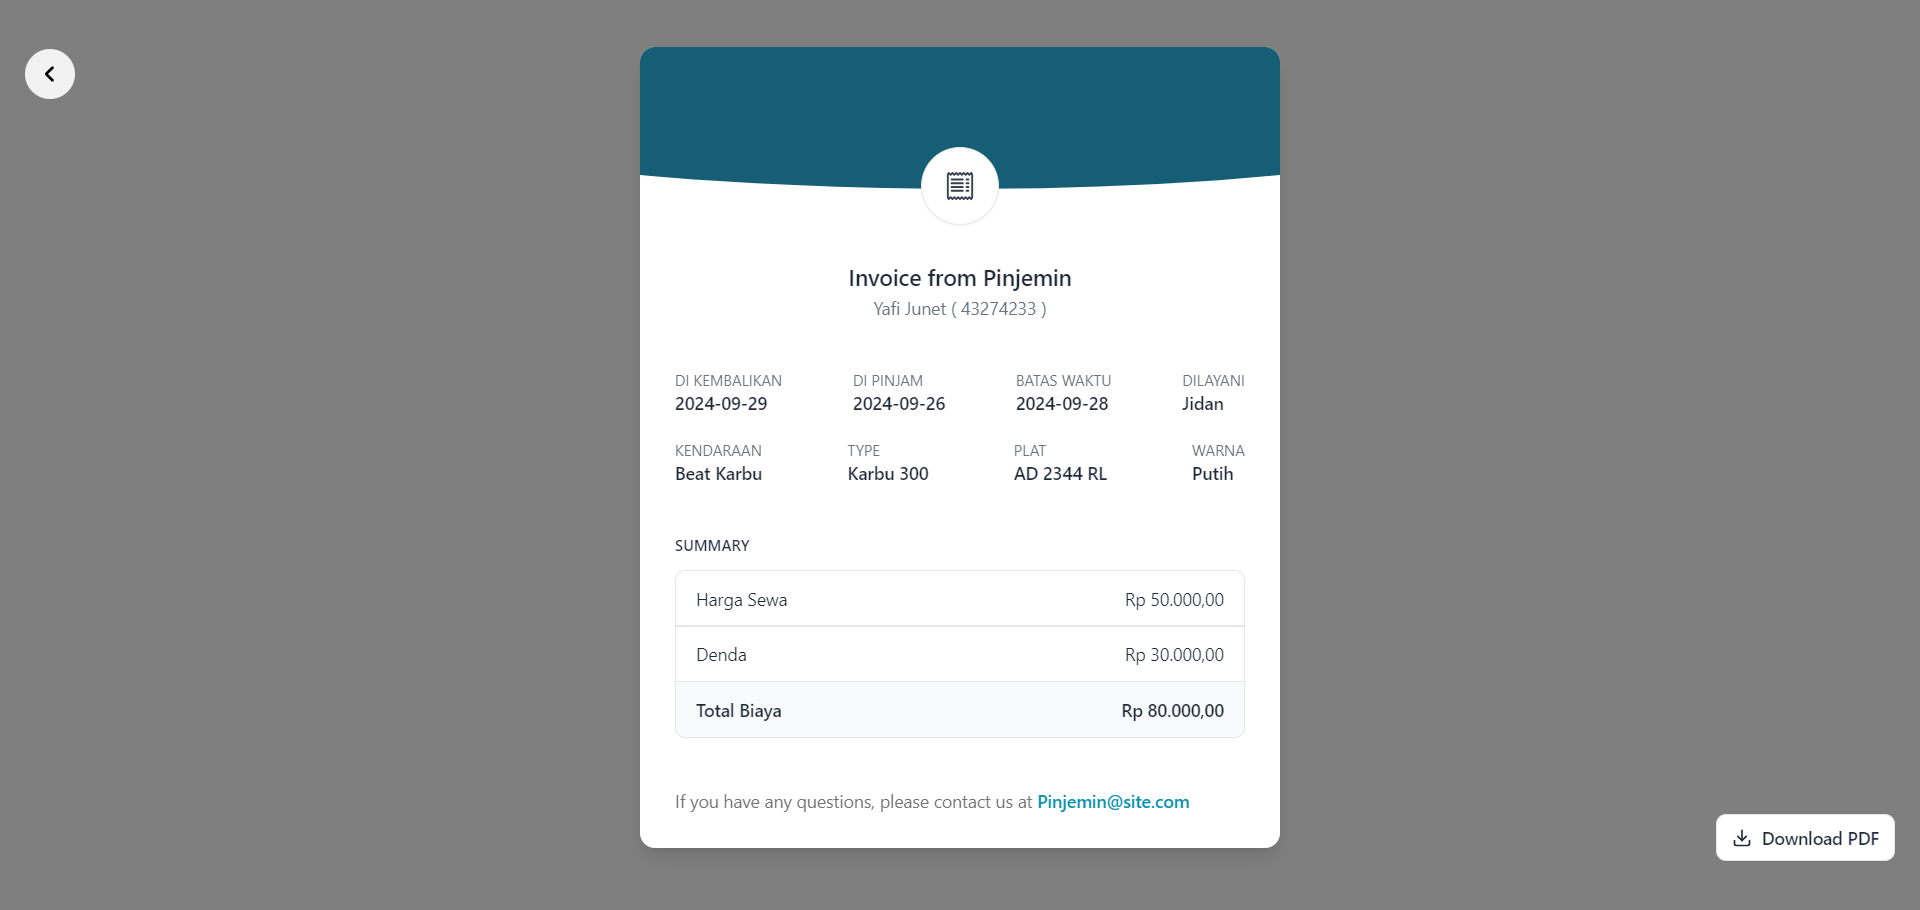 Invoice from Pinjemin
Yafi Junet ( 43274233 )
DI KEMBALIKAN DI PINJAM BATAS WAKTU DILAYANI
2024-09-29 2024-09-26 2024-09-28 Jidan
KENDARAAN TYPE PLAT WARNA
Beat Karbu Karbu 300 AD 2344 RL Putih
SUMMARY
Harga Sewa Rp 50.000,00
Denda Rp 30.000,00
Total Biaya Rp 80.000,00
If you have any questions, please contact us at Pinjemin@site.com
Download PDF